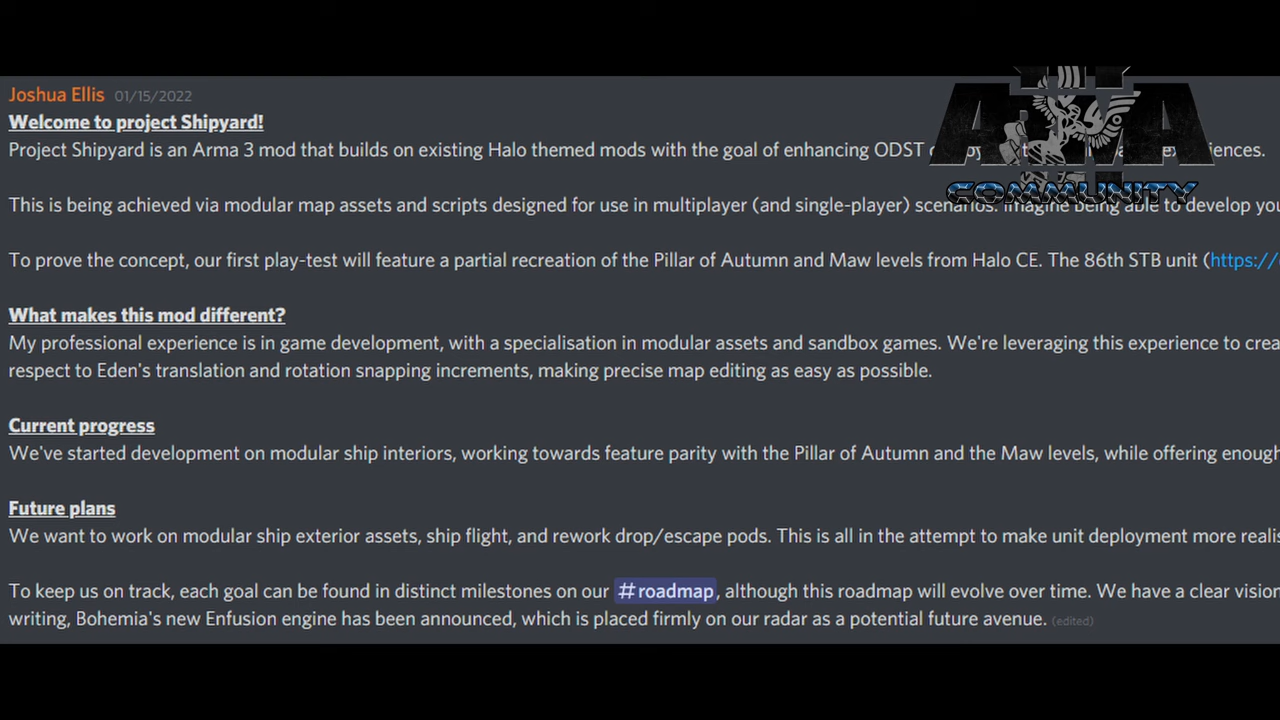 Joshua Ellis 01/15/2022
Welcome to project Shipyard!
Project Shipyard is an Arma 3 mod that builds on existing Halo themed mods with the goal of enhancing ODST
This is being achieved via modular map assets and scripts designed for use in multiplayer (and single-player) scenarios. Imagine being able to develop you
To prove the concept, our first play-test will feature a partial recreation of the Pillar of Autumn and Maw levels from Halo CE. The 86th STB unit (https://
What makes this mod different?
My professional experience is in game development, with a specialisation in modular assets and sandbox games. We're leveraging this experience to crea
respect to Eden's translation and rotation snapping increments, making precise map editing as easy as possible.
Current progress
We've started development on modular ship interiors, working towards feature parity with the Pillar of Autumn and the Maw levels, while offering enough
Future plans
We want to work on modular ship exterior assets, ship flight, and rework drop/escape pods. This is all in the attempt to make unit deployment more realis
To keep us on track, each goal can be found in distinct milestones on our #roadmap, although this roadmap will evolve over time. We have a clear vision
writing, Bohemia's new Enfusion engine has been announced, which is placed firmly on our radar as a potential future avenue. (edited)
ARMA
COMMUNITY